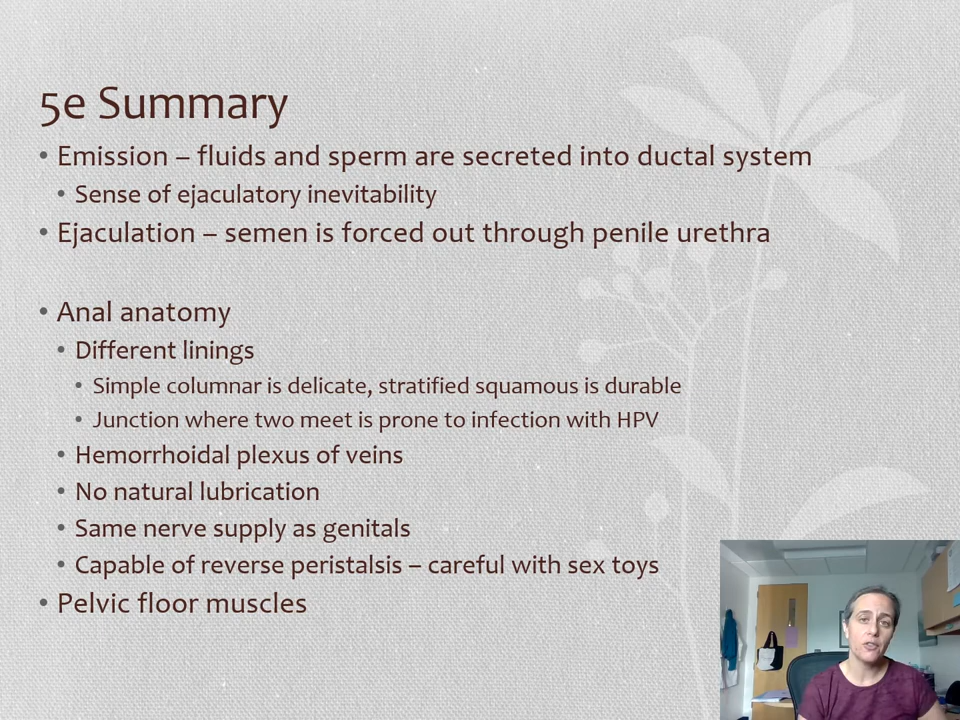 5e Summary
• Emission – fluids and sperm are secreted into ductal system
• Sense of ejaculatory inevitability
• Ejaculation – semen is forced out through penile urethra
• Anal anatomy
• Different linings
• Simple columnar is delicate, stratified squamous is durable
• Junction where two meet is prone to infection with HPV
• Hemorrhoidal plexus of veins
• No natural lubrication
• Same nerve supply as genitals
• Capable of reverse peristalsis – careful with sex toys
• Pelvic floor muscles